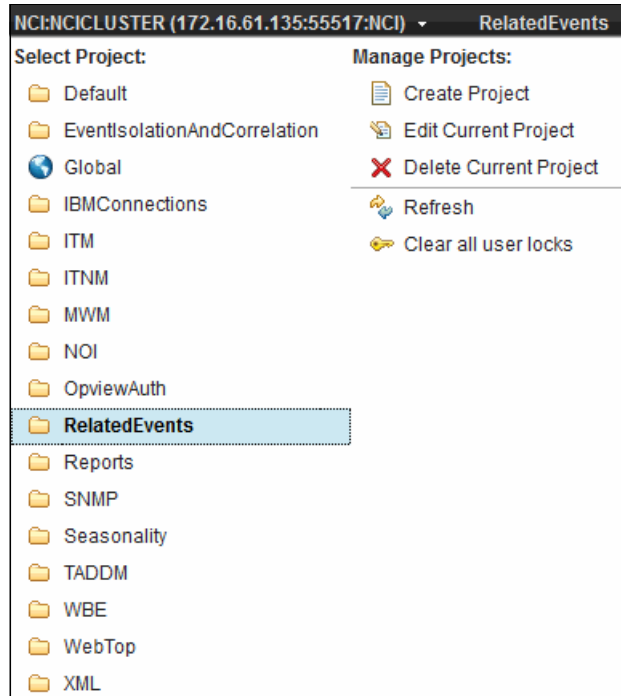 NCI:NCICLUSTER (172.16.61.135:55517:NCI) RelatedEvents
Select Project:
Default
EventIsolationAndCorrelation
Global
IBMConnections
ITM
ITNM
MWM
NOI
OpviewAuth
RelatedEvents
Reports
SNMP
Seasonality
TADDM
WBE
WebTop
XML
Manage Projects:
Create Project
Edit Current Project
Delete Current Project
Refresh
Clear all user locks